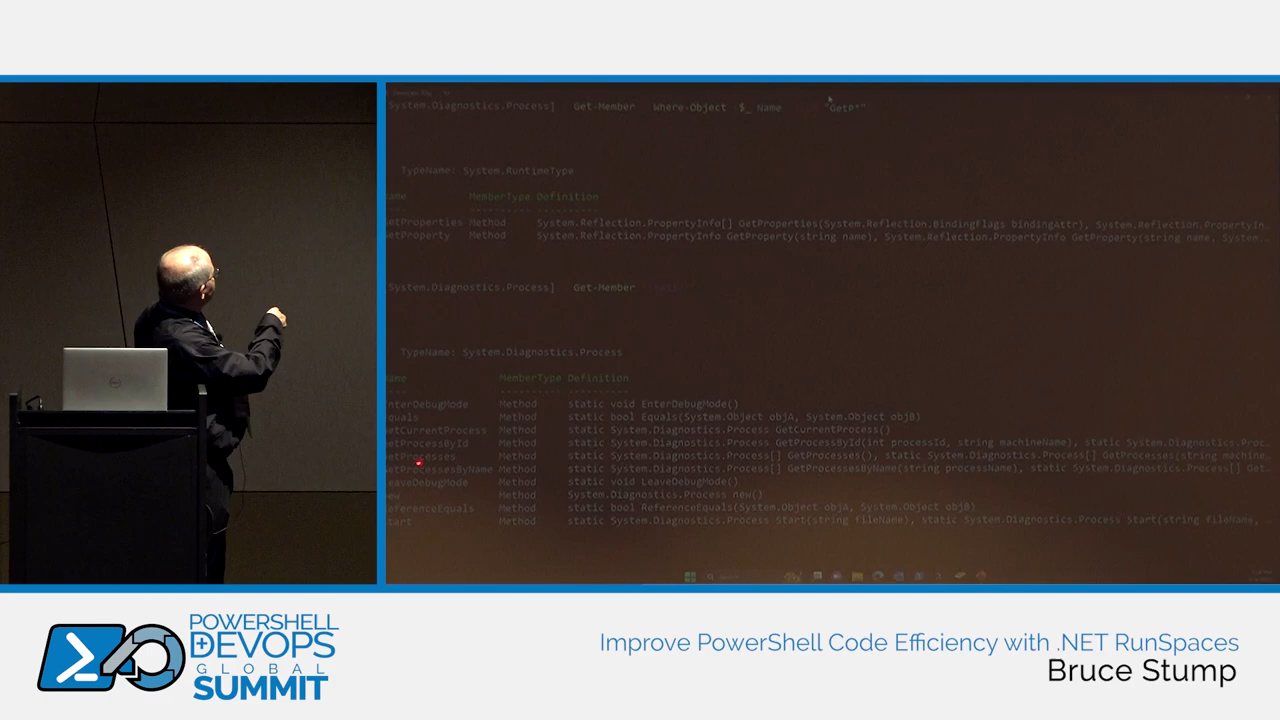 System.Diagnostics.Process] Get-Member Where-Object $_ Name "GetP*"
TypeName: System.RuntimeType
ame MemberType Definition
etProperties Method System.Reflection.PropertyInfo[] GetProperties(System.Reflection.BindingFlags bindingAttr), System.Reflection.PropertyIn…
etProperty Method System.Reflection.PropertyInfo GetProperty(string name), System.Reflection.PropertyInfo GetProperty(string name, System…
System.Diagnostics.Process] Get-Member
TypeName: System.Diagnostics.Process
ame MemberType Definition
nterDebugMode Method static void EnterDebugMode()
quals Method static bool Equals(System.Object objA, System.Object objB)
etCurrentProcess Method static System.Diagnostics.Process GetCurrentProcess()
etProcessById Method static System.Diagnostics.Process GetProcessById(int processId, string machineName), static System.Diagnostics.Proc…
etProcesses Method static System.Diagnostics.Process[] GetProcesses(), static System.Diagnostics.Process[] GetProcesses(string machine…
etProcessesByName Method static System.Diagnostics.Process[] GetProcessesByName(string processName), static System.Diagnostics.Process[] Get…
eaveDebugMode Method static void LeaveDebugMode()
ew Method System.Diagnostics.Process new()
eferenceEquals Method static bool ReferenceEquals(System.Object objA, System.Object objB)
tart Method static System.Diagnostics.Process Start(string fileName), static System.Diagnostics.Process Start(string fileName,
POWERSHELL
DEVOPS
GLOBAL
SUMMIT
Improve PowerShell Code Efficiency with .NET RunSpaces
Bruce Stump